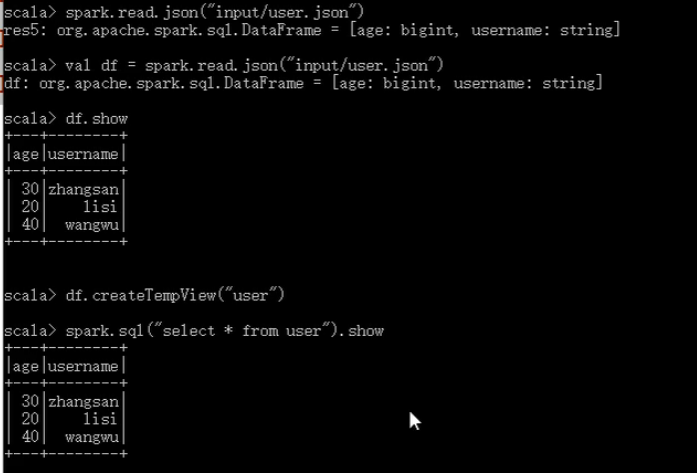 scala> spark.read.json("input/user.json")
res5: org.apache.spark.sql.DataFrame = [age: bigint, username: string]
scala> val df = spark.read.json("input/user.json")
df: org.apache.spark.sql.DataFrame = [age: bigint, username: string]
scala> df.show
+---+--------+
|age|username|
+---+--------+
| 30|zhangsan|
| 20|    lisi|
| 40|  wangwu|
+---+--------+
scala> df.createTempView("user")
scala> spark.sql("select * from user").show
+---+--------+
|age|username|
+---+--------+
| 30|zhangsan|
| 20|    lisi|
| 40|  wangwu|
+---+--------+